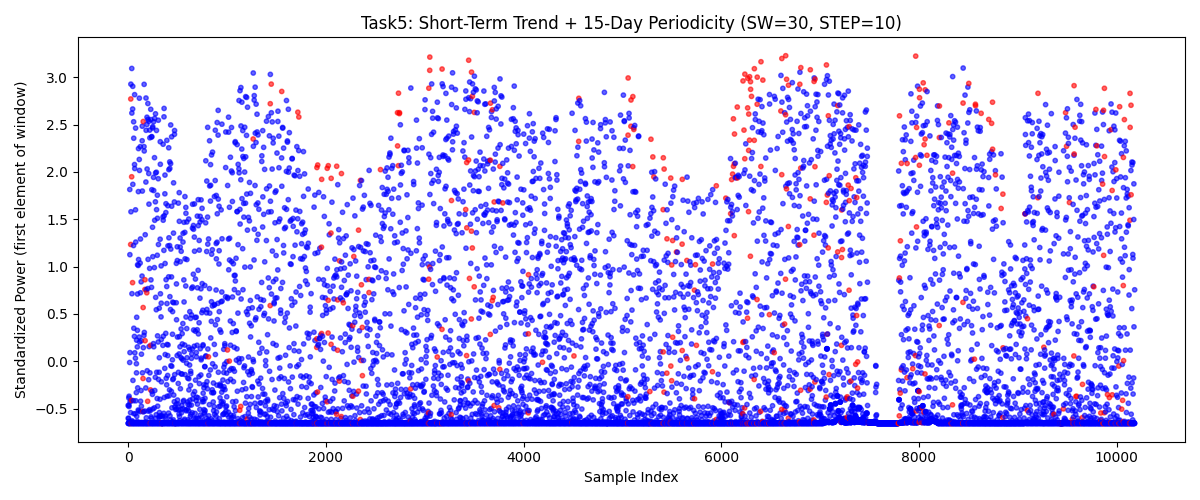 Task5: Short-Term Trend + 15-Day Periodicity (SW=30, STEP=10)
Standardized Power (first element of window)
3.0
2.5
2.0
1.5
1.0
0.5
0.0
−0.5
0 2000 4000 6000 8000 10000
Sample Index